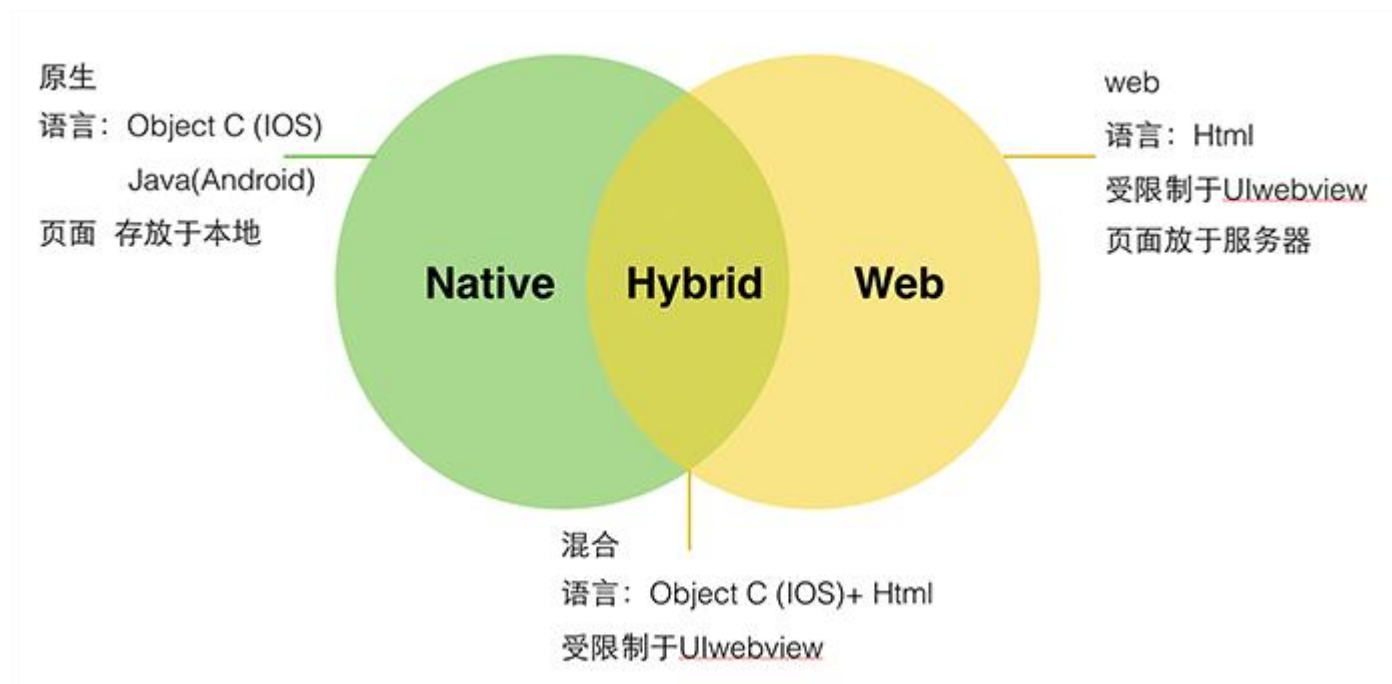 原生
语言：Object C (IOS)
Java(Android)
页面 存放于本地
web
语言：Html
受限制于UIwebview
页面放于服务器
Native
Hybrid
Web
混合
语言：Object C (IOS)+ Html
受限制于UIwebview